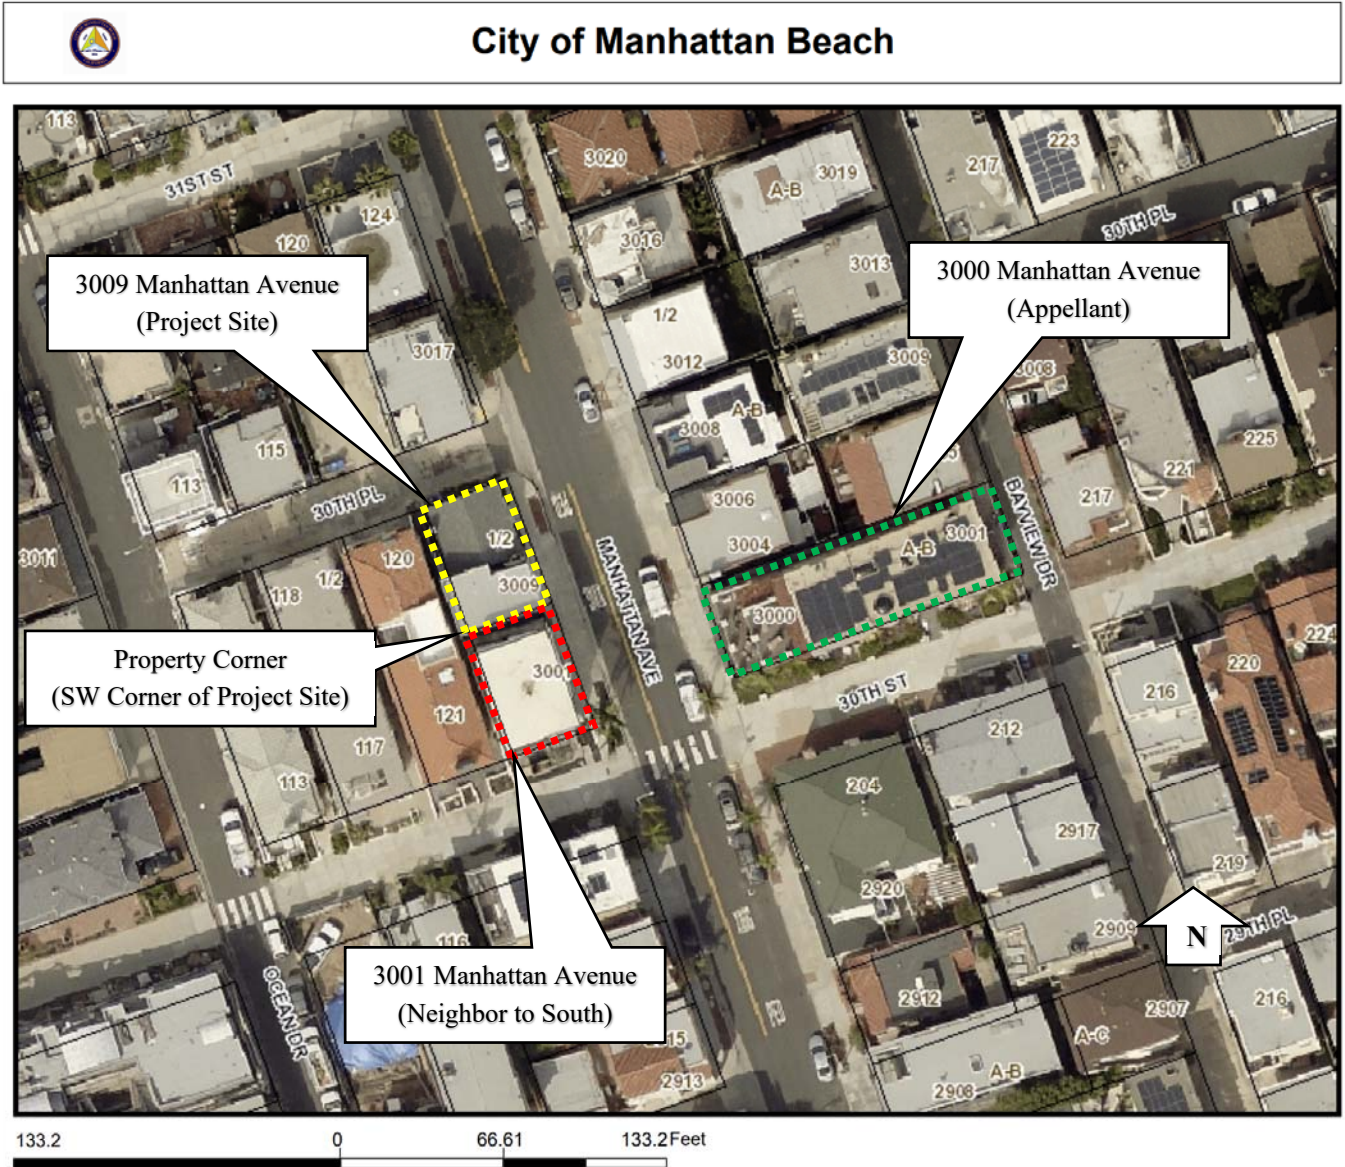 City of Manhattan Beach
113
31ST ST
124
120
3020
A-B
3019
217
223
30TH PL
3016
3013
3009 Manhattan Avenue
(Project Site)
3000 Manhattan Avenue
(Appellant)
1/2
3012
3017
3009
3008
A-B
3008
115
113
30TH PL
225
221
217
3006
3004
BAYVIEW DR
3011
1/2
120
118
1/2
3009
MANHATTAN AVE
A-B
3001
3000
Property Corner
(SW Corner of Project Site)
300
121
117
113
30TH ST
216
220
224
212
204
2917
2920
219
116
3001 Manhattan Avenue
(Neighbor to South)
OCEAN DR
2909
N
29TH PL
2912
2907
216
A-C
15
2913
A-B
2908
133.2
0
66.61
133.2 Feet